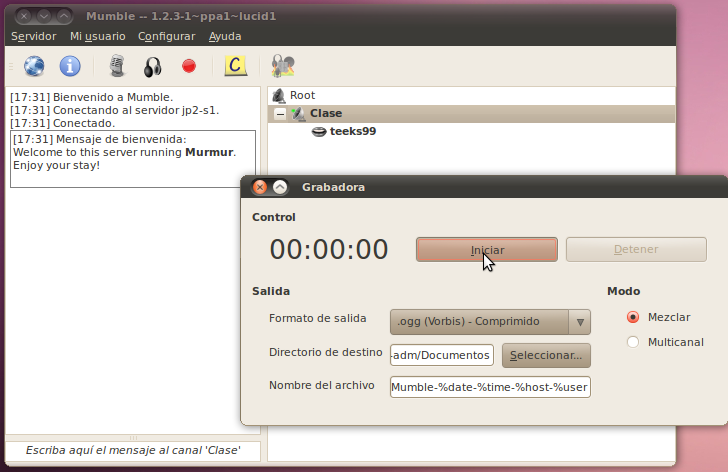 Mumble -- 1.2.3-1~ppa1~lucid1
Servidor Mi usuario Configurar Ayuda
[17:31] Bienvenido a Mumble.
[17:31] Conectando al servidor jp2-s1.
[17:31] Conectado.
[17:31] Mensaje de bienvenida:
Welcome to this server running Murmur.
Enjoy your stay!
Root
Clase
teeks99
Grabadora
Control
00:00:00 Iniciar Detener
Salida
Formato de salida .ogg (Vorbis) - Comprimido
Directorio de destino -adm/Documentos Seleccionar...
Nombre del archivo Mumble-%date-%time-%host-%user
Modo
Mezclar
Multicanal
Escriba aquí el mensaje al canal 'Clase'